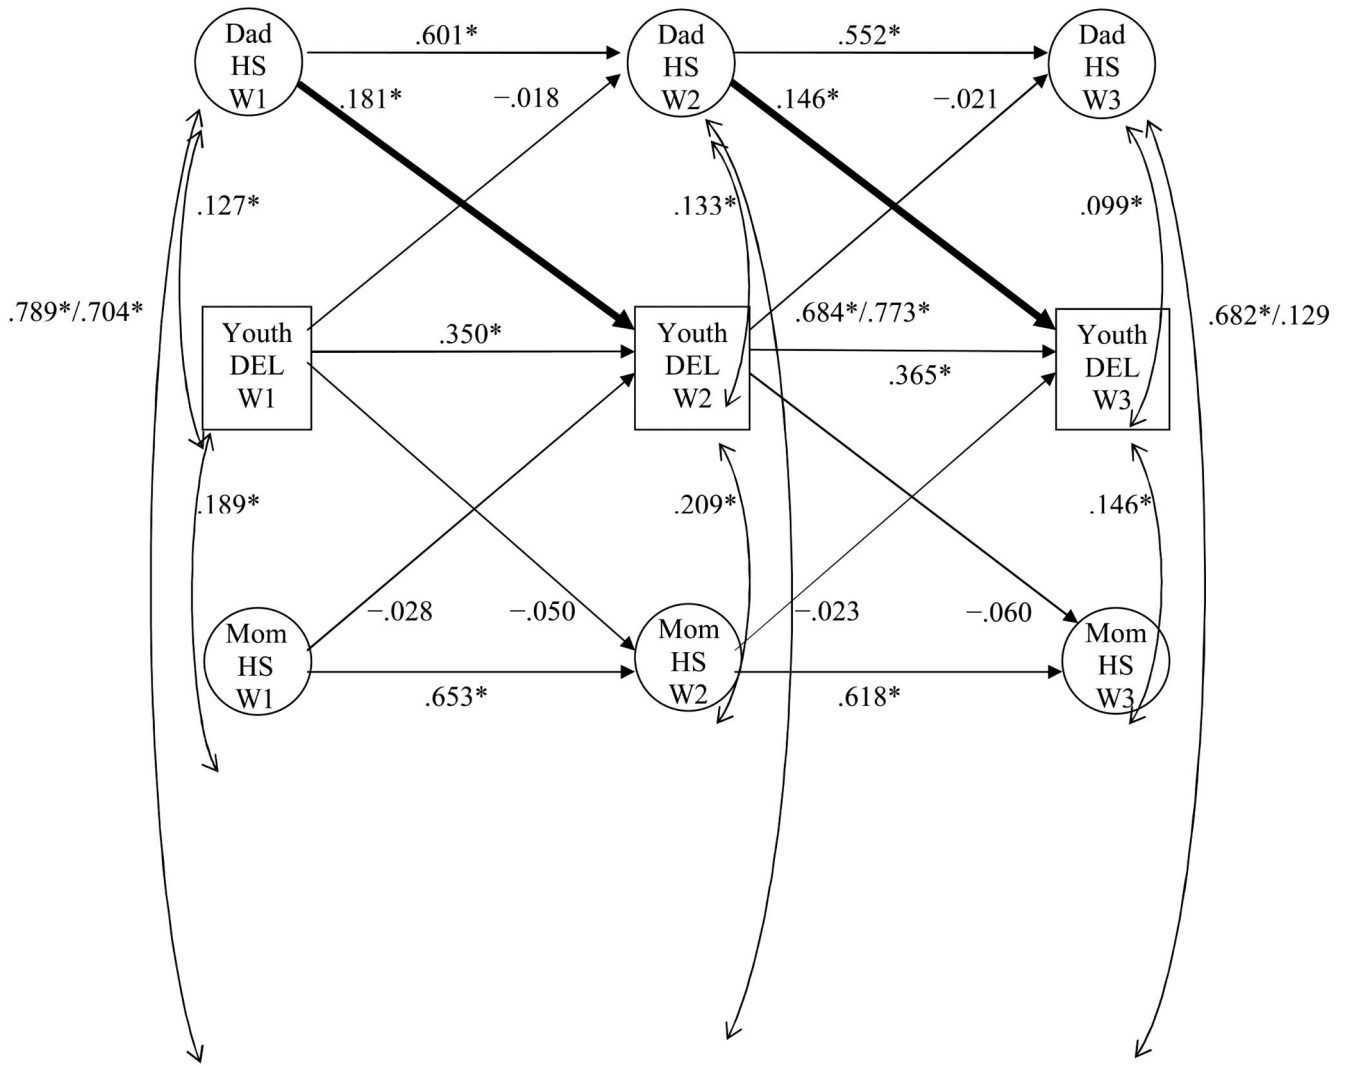 Dad
HS
W1
.601*
Dad
HS
W2
.552*
Dad
HS
W3
.181*
−.018
.146*
−.021
.127*
.133*
.099*
.789*/.704*
Youth
DEL
W1
.350*
Youth
DEL
W2
.684*/.773*
.365*
Youth
DEL
W3
.682*/.129
.189*
.209*
.146*
Mom
HS
W1
−.028
−.050
.653*
Mom
HS
W2
−.023
−.060
.618*
Mom
HS
W3